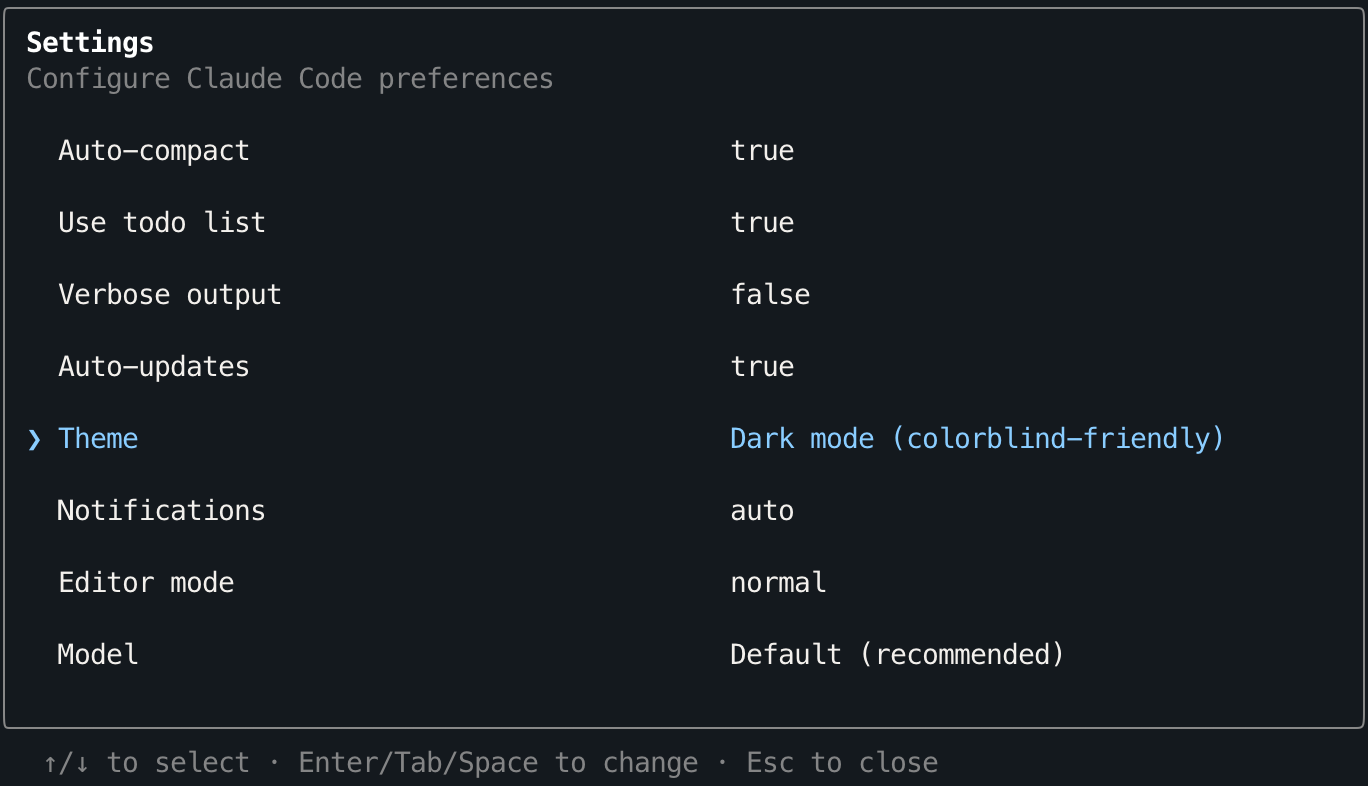 Settings
Configure Claude Code preferences
Auto-compact true
Use todo list true
Verbose output false
Auto-updates true
❯ Theme Dark mode (colorblind-friendly)
Notifications auto
Editor mode normal
Model Default (recommended)
↑/↓ to select · Enter/Tab/Space to change · Esc to close